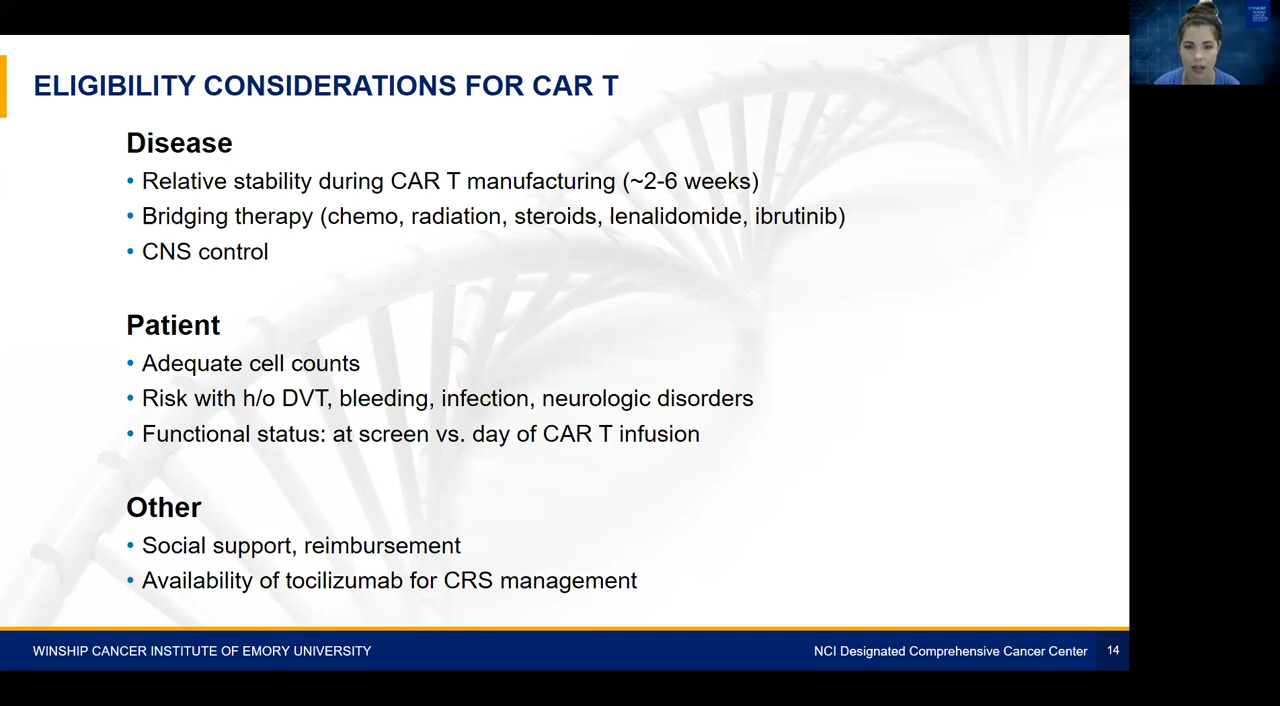 ELIGIBILITY CONSIDERATIONS FOR CAR T
Disease
• Relative stability during CAR T manufacturing (~2-6 weeks)
• Bridging therapy (chemo, radiation, steroids, lenalidomide, ibrutinib)
• CNS control
Patient
• Adequate cell counts
• Risk with h/o DVT, bleeding, infection, neurologic disorders
• Functional status: at screen vs. day of CAR T infusion
Other
• Social support, reimbursement
• Availability of tocilizumab for CRS management
WINSHIP CANCER INSTITUTE OF EMORY UNIVERSITY
NCI Designated Comprehensive Cancer Center
14